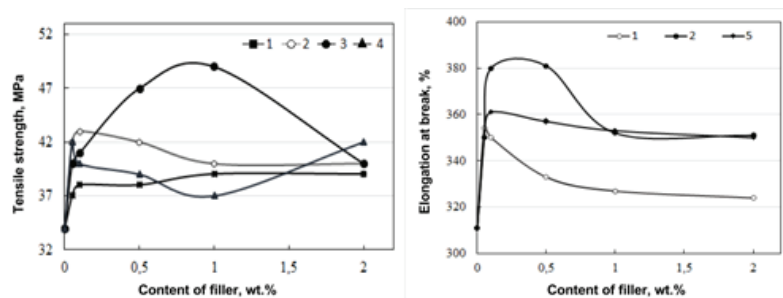 52
47
42
37
32
Tensile strength, MPa
1 2 3 4
0 0,5 1 1,5 2
Content of filler, wt.%
400
380
360
340
320
300
Elongation at break, %
1 2 5
0 0,5 1 1,5 2
Content of filler, wt.%